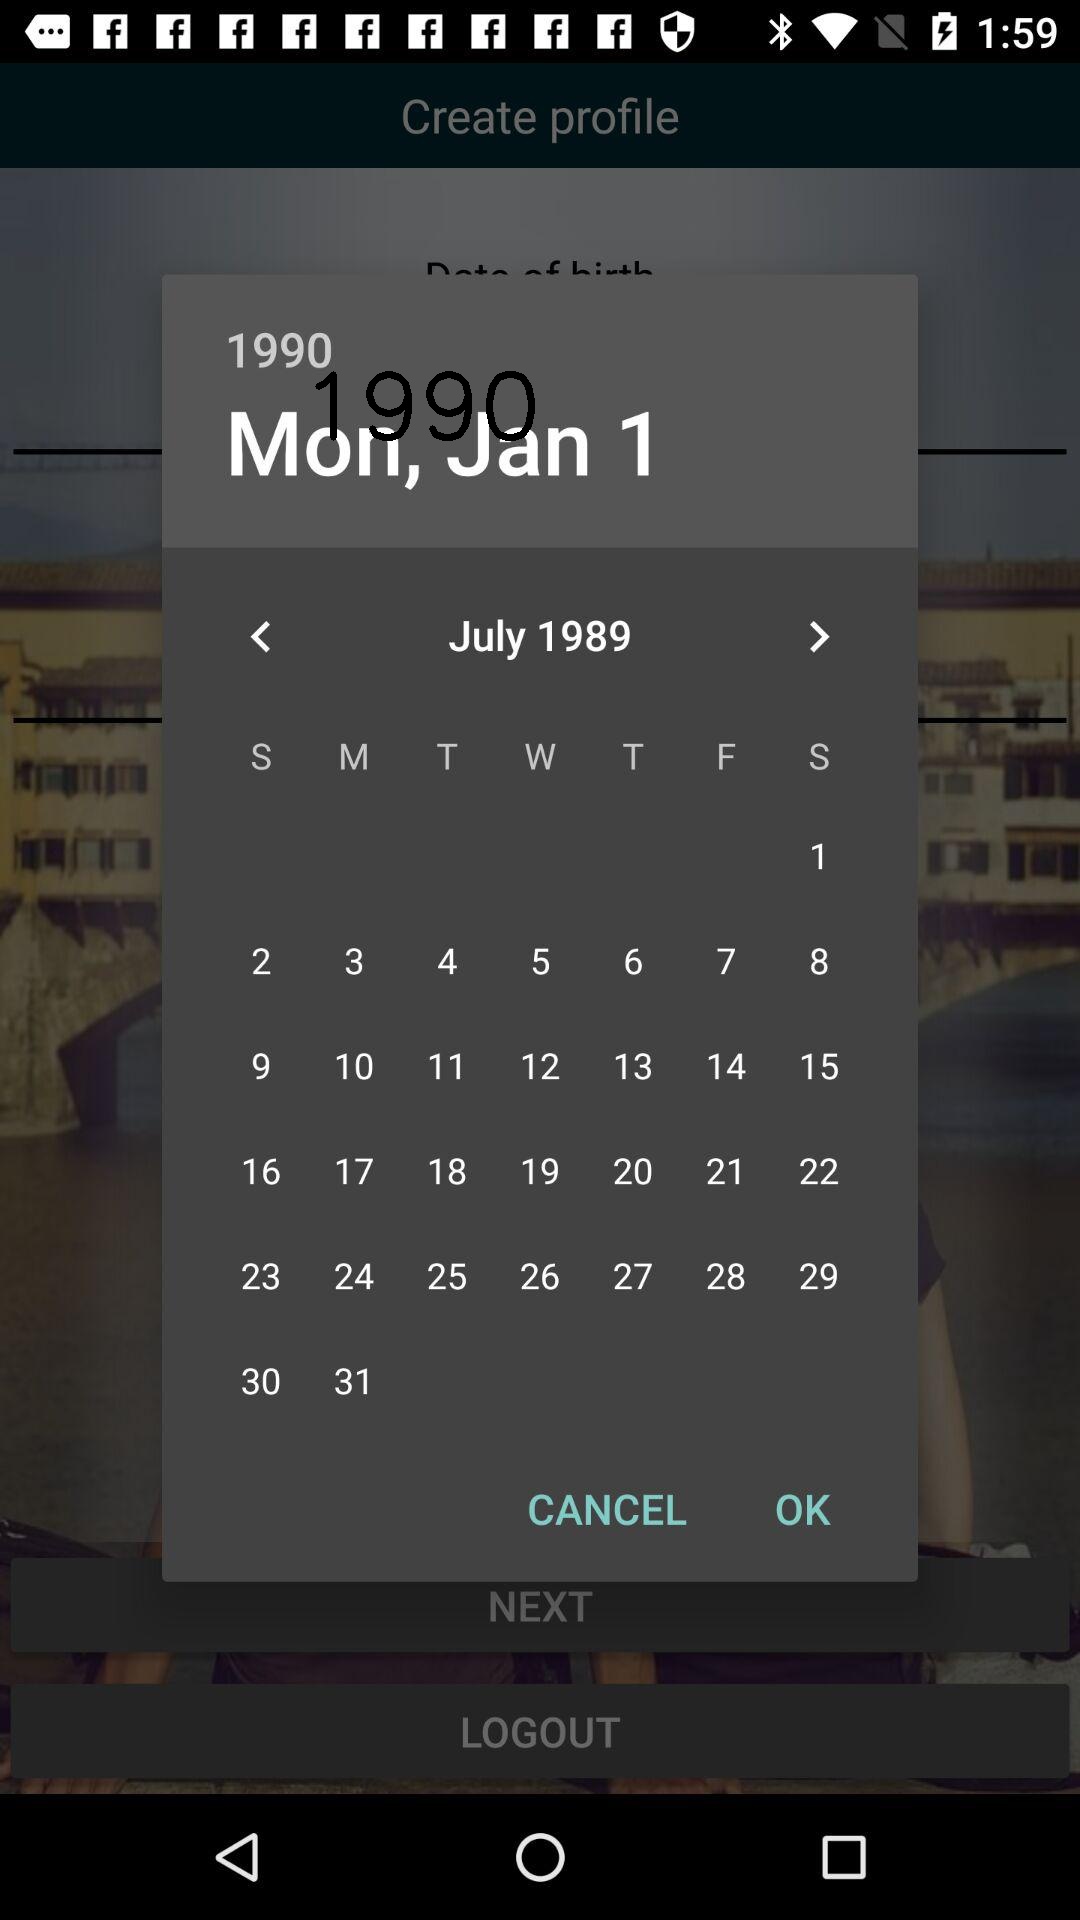 1:59
Create profile
Date of birth
1990
1990
Mon, Jan 1
July 1989
S M T W T F S
1
2 3 4 5 6 7 8
9 10 11 12 13 14 15
16 17 18 19 20 21 22
23 24 25 26 27 28 29
30 31
CANCEL OK
NEXT
LOGOUT